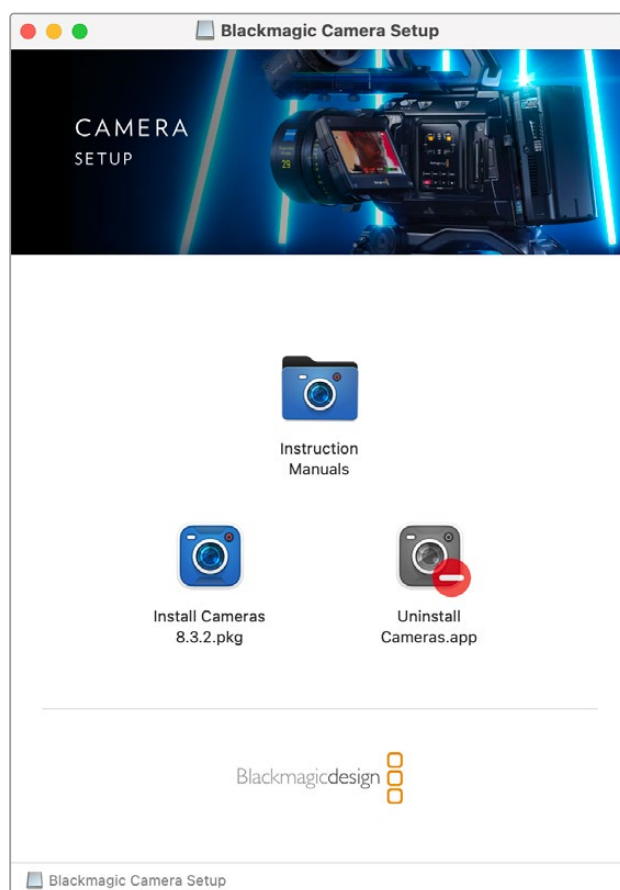 Blackmagic Camera Setup
CAMERA
SETUP
29
Instruction
Manuals
Install Cameras
8.3.2.pkg
Uninstall
Cameras.app
Blackmagicdesign
Blackmagic Camera Setup